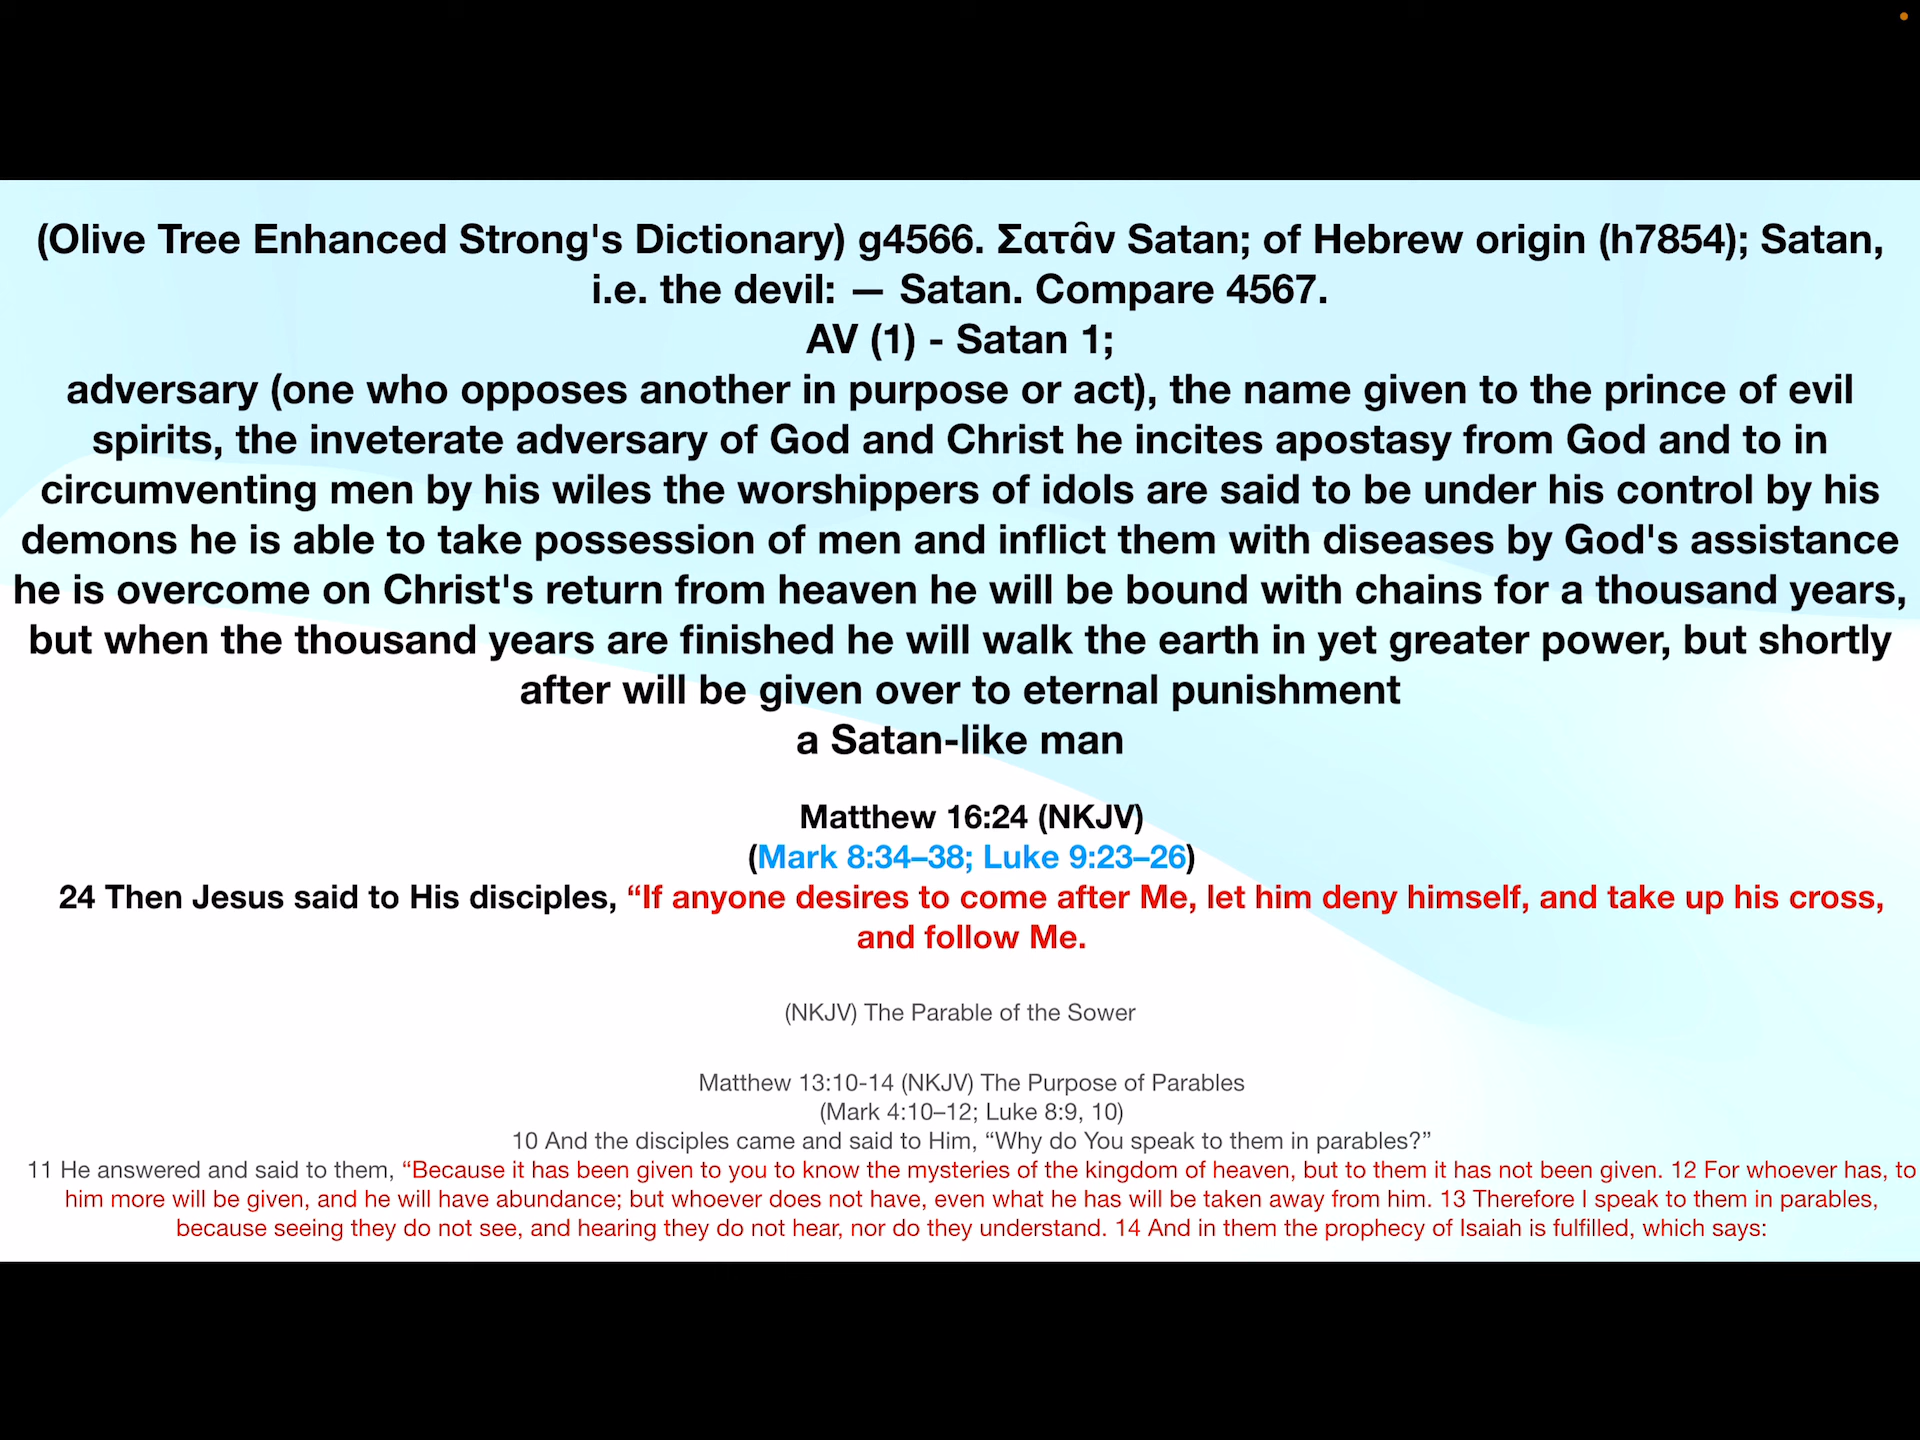 (Olive Tree Enhanced Strong's Dictionary) g4566. Σατᾶν Satan; of Hebrew origin (h7854); Satan,
i.e. the devil: — Satan. Compare 4567.
AV (1) - Satan 1;
adversary (one who opposes another in purpose or act), the name given to the prince of evil
spirits, the inveterate adversary of God and Christ he incites apostasy from God and to in
circumventing men by his wiles the worshippers of idols are said to be under his control by his
demons he is able to take possession of men and inflict them with diseases by God's assistance
he is overcome on Christ's return from heaven he will be bound with chains for a thousand years,
but when the thousand years are finished he will walk the earth in yet greater power, but shortly
after will be given over to eternal punishment
a Satan-like man
Matthew 16:24 (NKJV)
(Mark 8:34–38; Luke 9:23–26)
24 Then Jesus said to His disciples, “If anyone desires to come after Me, let him deny himself, and take up his cross,
and follow Me.
(NKJV) The Parable of the Sower
Matthew 13:10-14 (NKJV) The Purpose of Parables
(Mark 4:10–12; Luke 8:9, 10)
10 And the disciples came and said to Him, “Why do You speak to them in parables?”
11 He answered and said to them, “Because it has been given to you to know the mysteries of the kingdom of heaven, but to them it has not been given. 12 For whoever has, to
him more will be given, and he will have abundance; but whoever does not have, even what he has will be taken away from him. 13 Therefore I speak to them in parables,
because seeing they do not see, and hearing they do not hear, nor do they understand. 14 And in them the prophecy of Isaiah is fulfilled, which says: